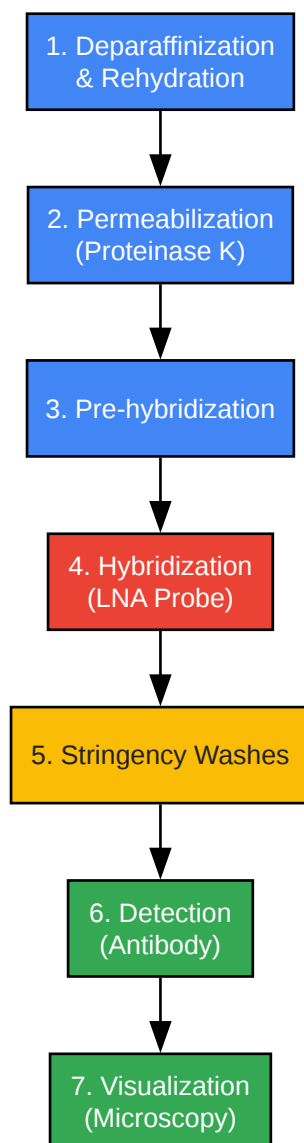 1. Deparaffinization
& Rehydration
2. Permeabilization
(Proteinase K)
3. Pre-hybridization
4. Hybridization
(LNA Probe)
5. Stringency Washes
6. Detection
(Antibody)
7. Visualization
(Microscopy)